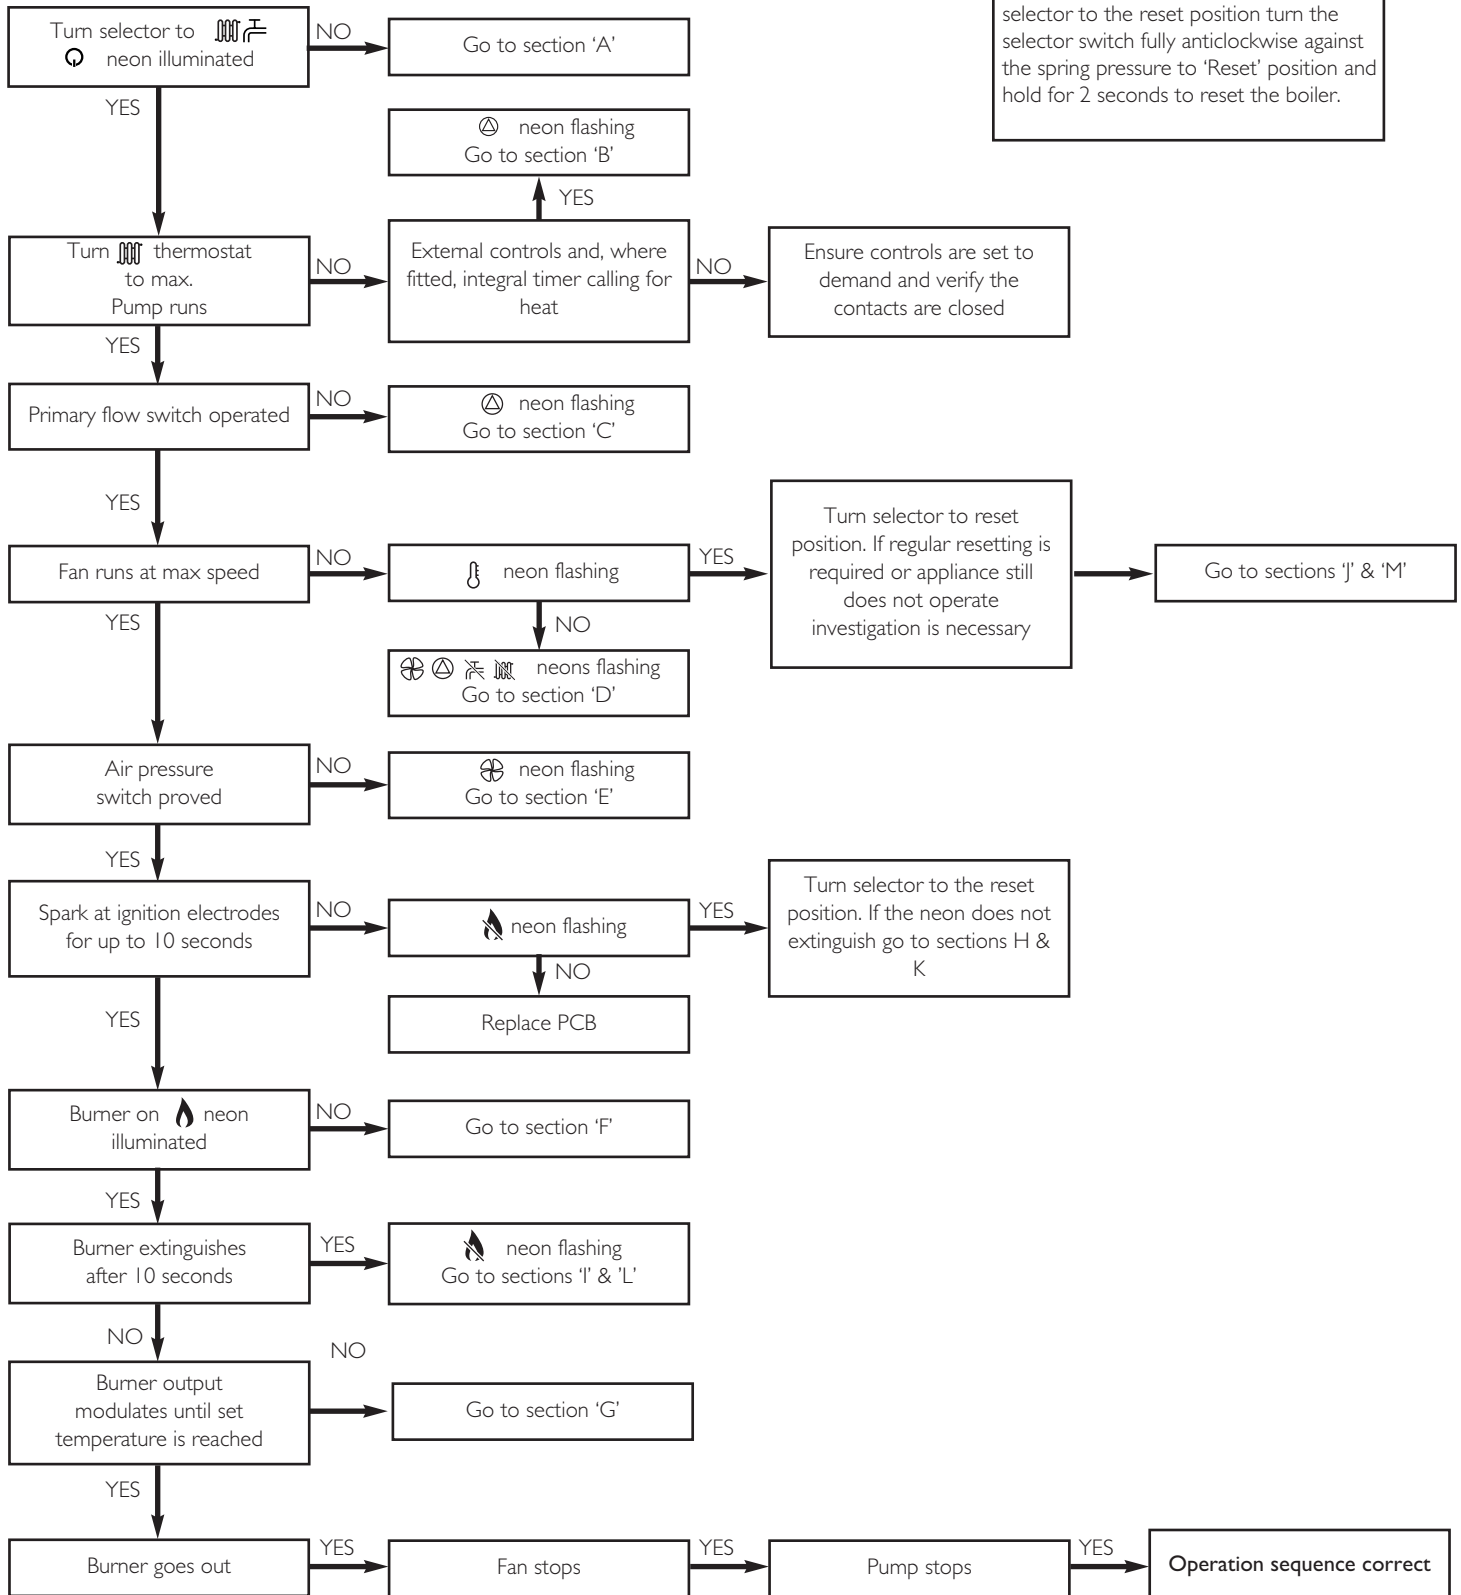 Turn selector to
neon illuminated
NO
Go to section ‘A’
selector to the reset position turn the
selector switch fully anticlockwise against
the spring pressure to ‘Reset’ position and
hold for 2 seconds to reset the boiler.
YES
neon flashing
Go to section ‘B’
YES
Turn thermostat
to max.
Pump runs
NO
External controls and, where
fitted, integral timer calling for
heat
NO
Ensure controls are set to
demand and verify the
contacts are closed
YES
Primary flow switch operated
NO
neon flashing
Go to section ‘C’
YES
Fan runs at max speed
NO
neon flashing
YES
Turn selector to reset
position. If regular resetting is
required or appliance still
does not operate
investigation is necessary
Go to sections ‘J’ & ‘M’
NO
neons flashing
Go to section ‘D’
YES
Air pressure
switch proved
NO
neon flashing
Go to section ‘E’
YES
Spark at ignition electrodes
for up to 10 seconds
NO
neon flashing
YES
Turn selector to the reset
position. If the neon does not
extinguish go to sections H &
K
NO
Replace PCB
YES
Burner on neon
illuminated
NO
Go to section ‘F’
YES
Burner extinguishes
after 10 seconds
YES
neon flashing
Go to sections ‘I’ & ’L’
NO
NO
Burner output
modulates until set
temperature is reached
Go to section ‘G’
YES
Burner goes out
YES
Fan stops
YES
Pump stops
YES
Operation sequence correct